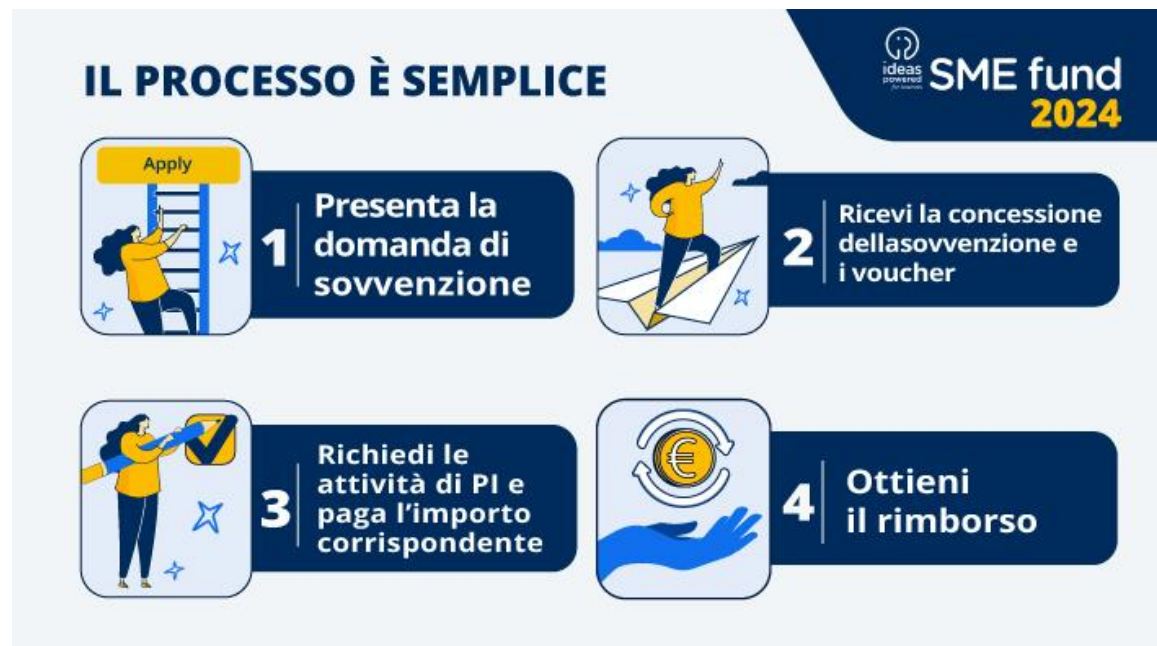 IL PROCESSO È SEMPLICE
ideas
powered
for business
SME fund
2024
Apply
1
Presenta la
domanda di
sovvenzione
2
Ricevi la concessione
dellasovvenzione e
i voucher
3
Richiedi le
attività di PI e
paga l'importo
corrispondente
4
Ottieni
il rimborso